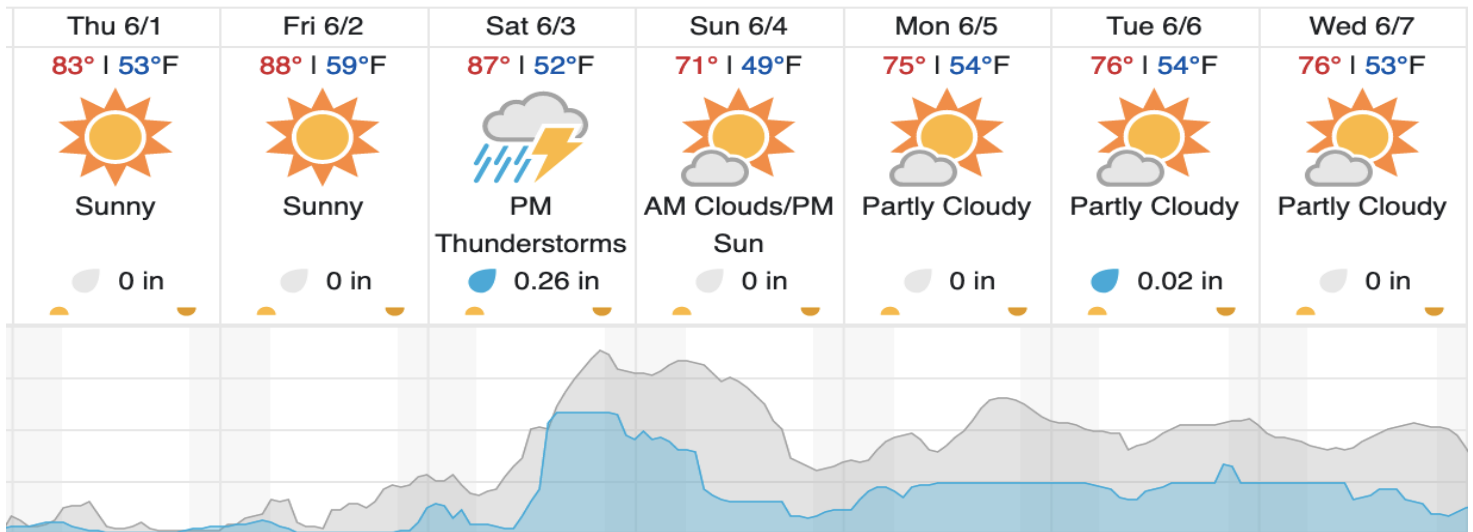 Thu 6/1
83° | 53°F
Sunny
0 in
Fri 6/2
88° | 59°F
Sunny
0 in
Sat 6/3
87° | 52°F
PM
Thunderstorms
0.26 in
Sun 6/4
71° | 49°F
AM Clouds/PM
Sun
0 in
Mon 6/5
75° | 54°F
Partly Cloudy
0 in
Tue 6/6
76° | 54°F
Partly Cloudy
0.02 in
Wed 6/7
76° | 53°F
Partly Cloudy
0 in